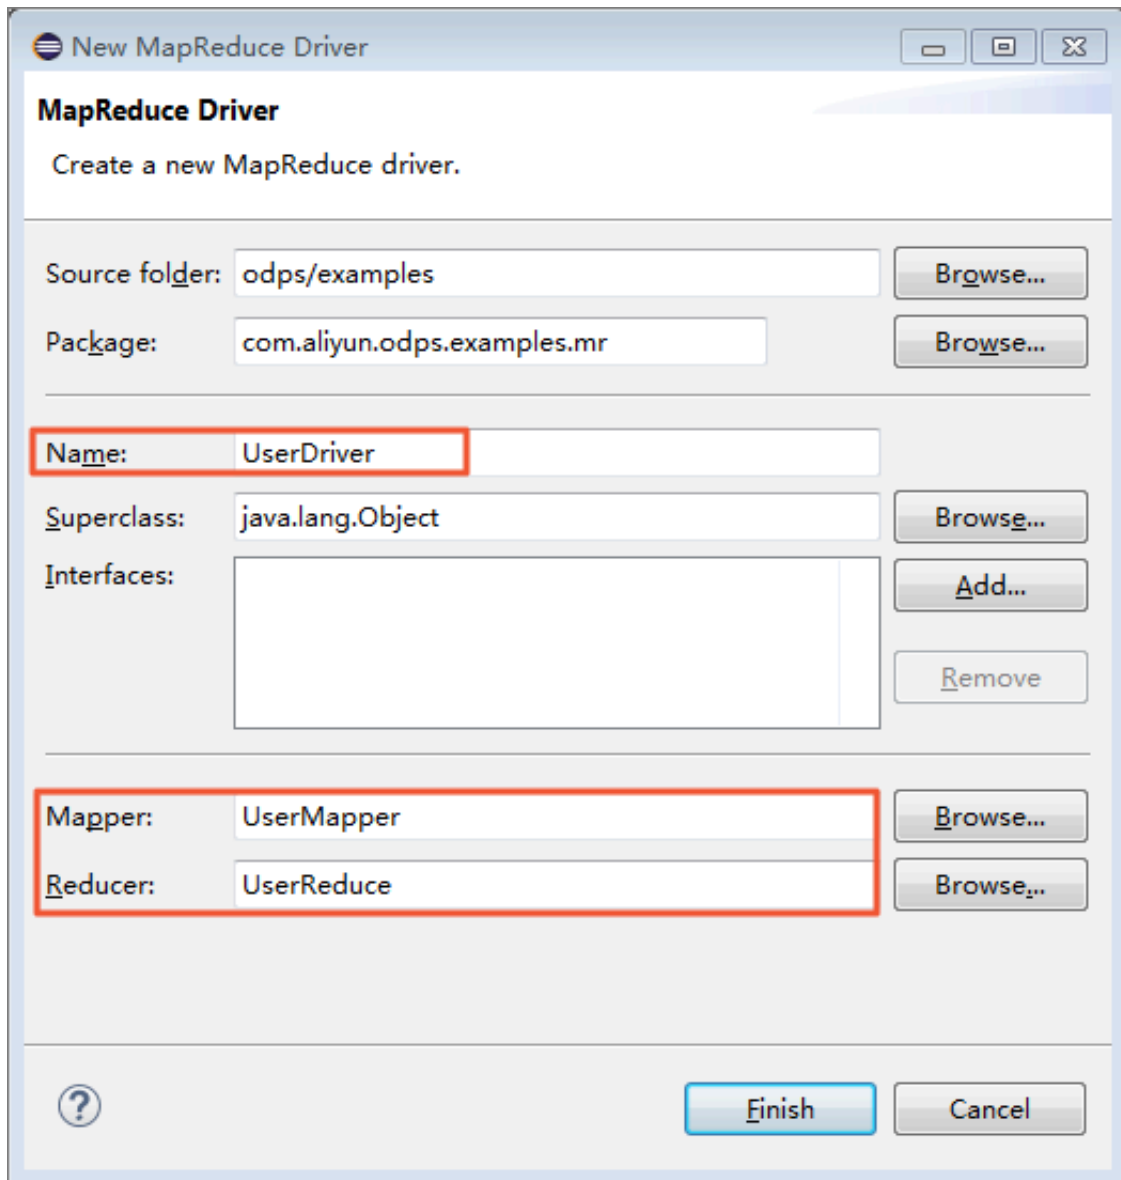 New MapReduce Driver
MapReduce Driver
Create a new MapReduce driver.
Source folder: odps/examples Browse...
Package: com.aliyun.odps.examples.mr Browse...
Name: UserDriver
Superclass: java.lang.Object Browse...
Interfaces: Add...
Remove
Mapper: UserMapper Browse...
Reducer: UserReduce Browse...
? Finish Cancel